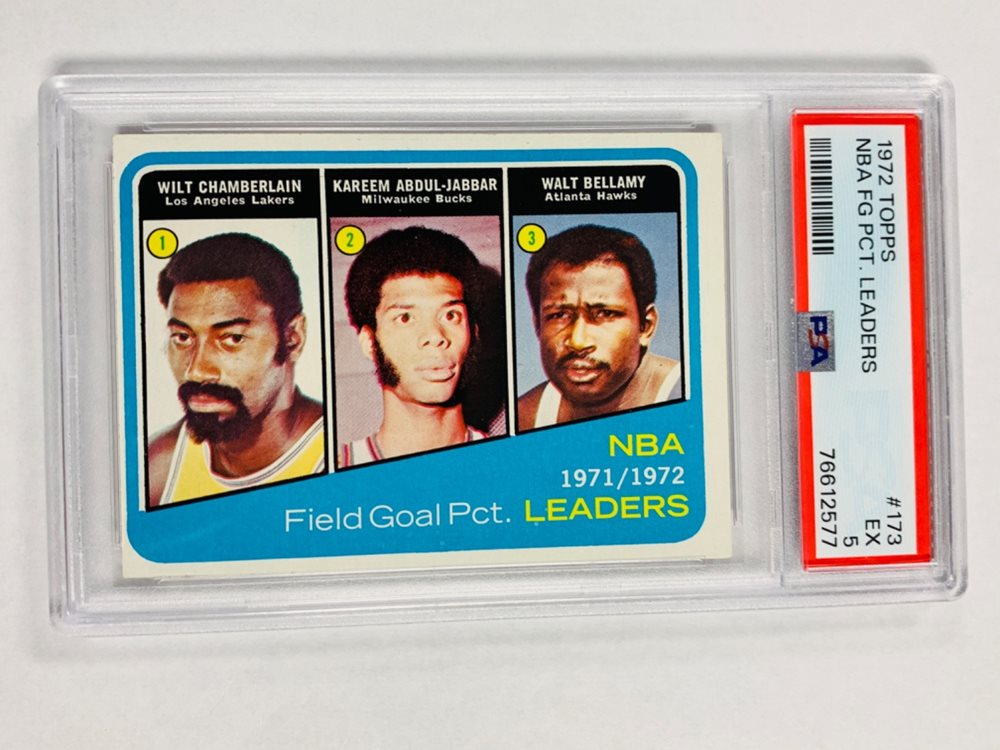 WILT CHAMBERLAIN
Los Angeles Lakers
KAREEM ABDUL-JABBAR
Milwaukee Bucks
WALT BELLAMY
Atlanta Hawks
1
2
3
NBA
1971/1972
Field Goal Pct. LEADERS
1972 TOPPS
NBA FG PCT. LEADERS
PSA
#173
EX
5
76612577